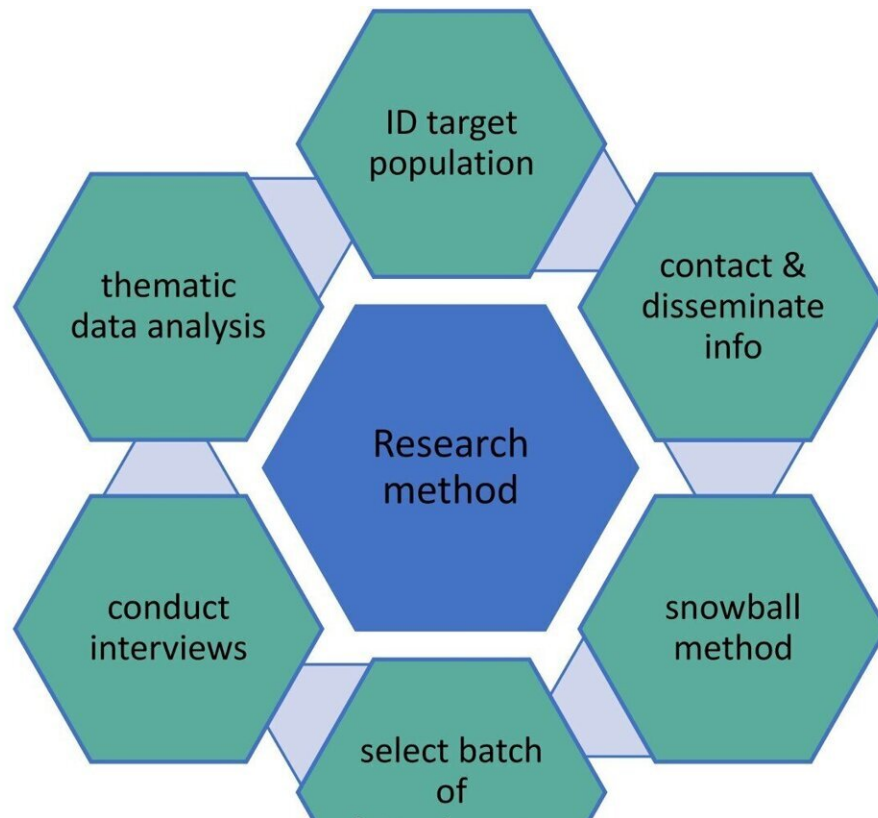 ID target
population
contact &
disseminate
info
snowball
method
select batch
of
conduct
interviews
thematic
data analysis
Research
method